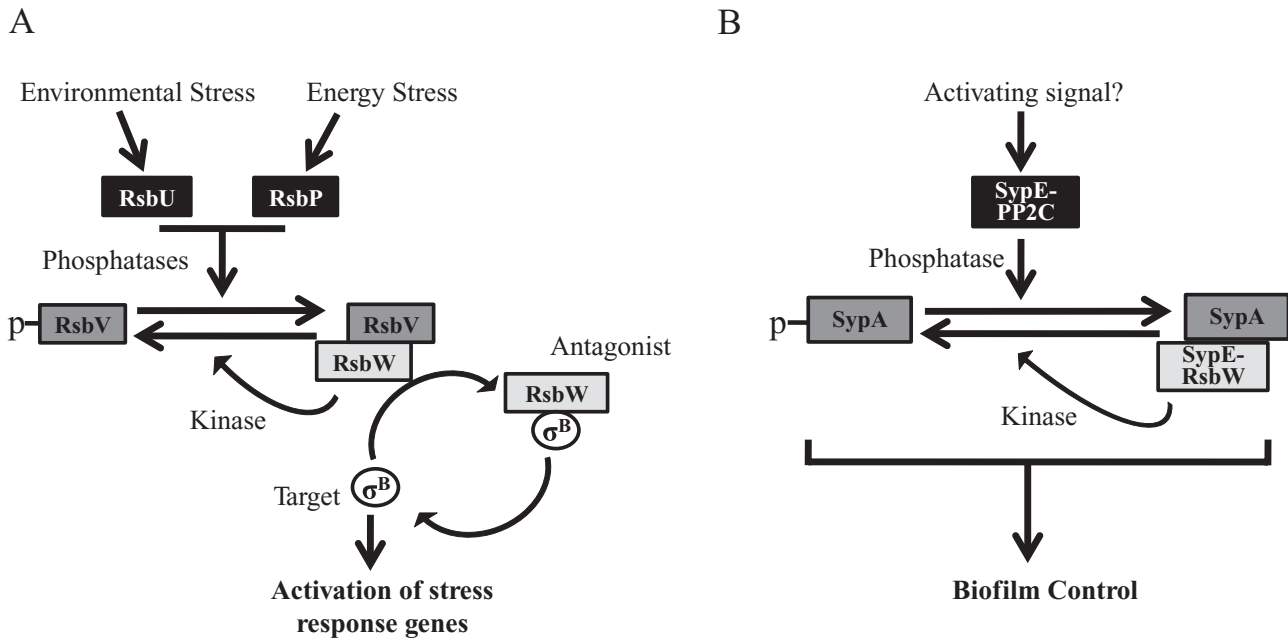 A
Environmental Stress
Energy Stress
RsbU
RsbP
Phosphatases
p
RsbV
RsbV
RsbW
Kinase
Antagonist
RsbW
σB
Target
σB
Activation of stress
response genes
B
Activating signal?
SypE-
PP2C
Phosphatase
p
SypA
SypA
SypE-
RsbW
Kinase
Biofilm Control